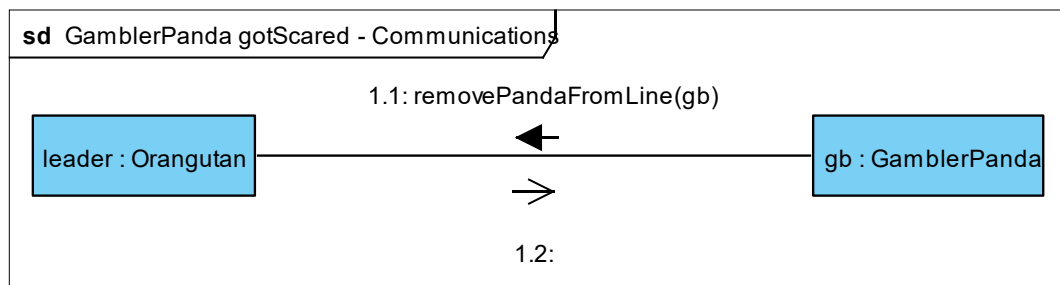 sd GamblerPanda gotScared - Communications
1.1: removePandaFromLine(gb)
leader : Orangutan
gb : GamblerPanda
1.2: